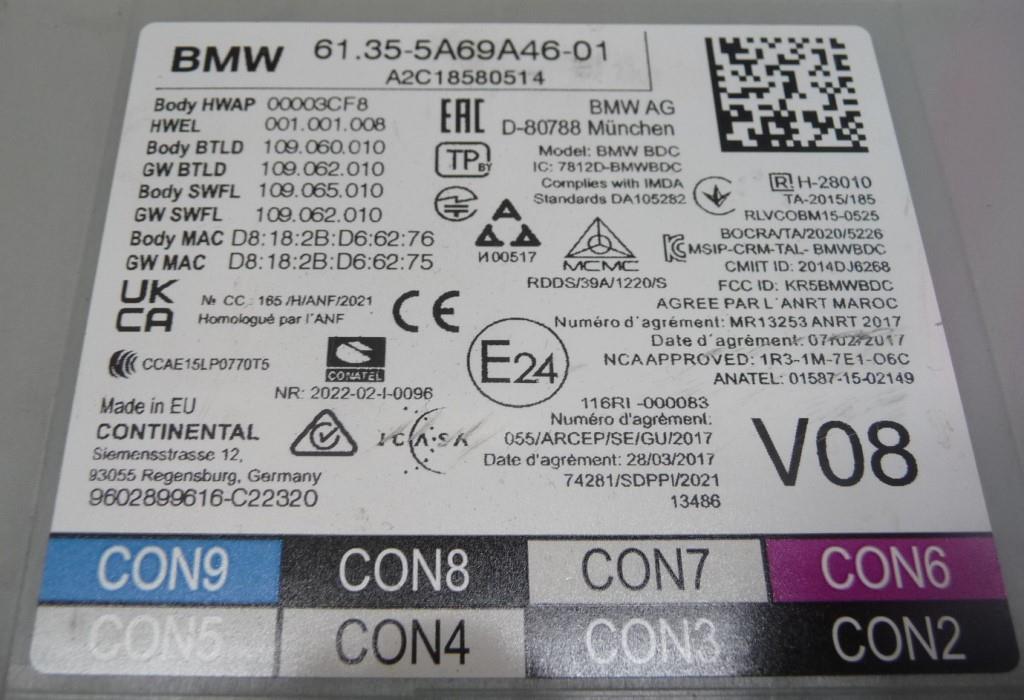 BMW 61.35-5A69A46-01
A2C18580514
Body HWAP 00003CF8
HWEL 001.001.008
Body BTLD 109.060.010
GW BTLD 109.062.010
Body SWFL 109.065.010
GW SWFL 109.062.010
Body MAC D8:18:2B:D6:62:76
GW MAC D8:18:2B:D6:62:75
EAC
TP BY
BMW AG
D-80788 München
Model: BMW BDC
IC: 7812D-BMWBDC
Complies with IMDA
Standards DA105282
R H-28010
TA-2015/185
RLVCOBM15-0525
BOCRA/TA/2020/5226
MSIP-CRM-TAL- BMWBDC
CMIIT ID: 2014DJ6268
FCC ID: KR5BMWBDC
И00517
MCMC
RDDS/39A/1220/S
AGREE PAR L'ANRT MAROC
Numéro d'agrément: MR13253 ANRT 2017
Date d'agrément: 07/02/2017
NCA APPROVED: 1R3-1M-7E1-O6C
ANATEL: 01587-15-02149
UK
CA
№ CC 165 /H/ANF/2021
Homologué par l'ANF
CE
CCAE15LP0770T5
CONATEL
NR: 2022-02-I-0096
E24
116RI -000083
Numéro d'agrément:
055/ARCEP/SE/GU/2017
Date d'agrément: 28/03/2017
74281/SDPPI/2021
13486
Made in EU
CONTINENTAL
Siemensstrasse 12,
93055 Regensburg, Germany
9602899616-C22320
ICASA
V08
CON9 CON8 CON7 CON6
CON5 CON4 CON3 CON2